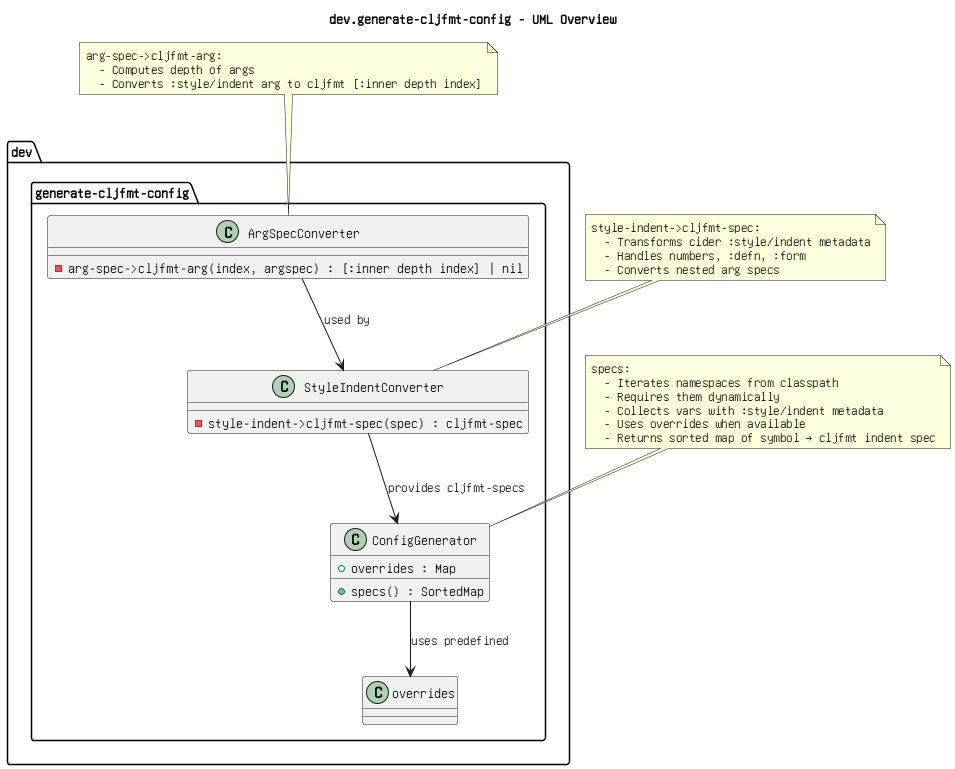 dev.generate-cljfmt-config - UML Overview
arg-spec->cljfmt-arg:
- Computes depth of args
- Converts :style/indent arg to cljfmt [:inner depth index]
dev
generate-cljfmt-config
C ArgSpecConverter
arg-spec->cljfmt-arg(index, argspec) : [:inner depth index] | nil
style-indent->cljfmt-spec:
- Transforms cider :style/indent metadata
- Handles numbers, :defn, :form
- Converts nested arg specs
used by
C StyleIndentConverter
style-indent->cljfmt-spec(spec) : cljfmt-spec
specs:
- Iterates namespaces from classpath
- Requires them dynamically
- Collects vars with :style/indent metadata
- Uses overrides when available
- Returns sorted map of symbol → cljfmt indent spec
provides cljfmt-specs
C ConfigGenerator
overrides : Map
specs() : SortedMap
uses predefined
C overrides